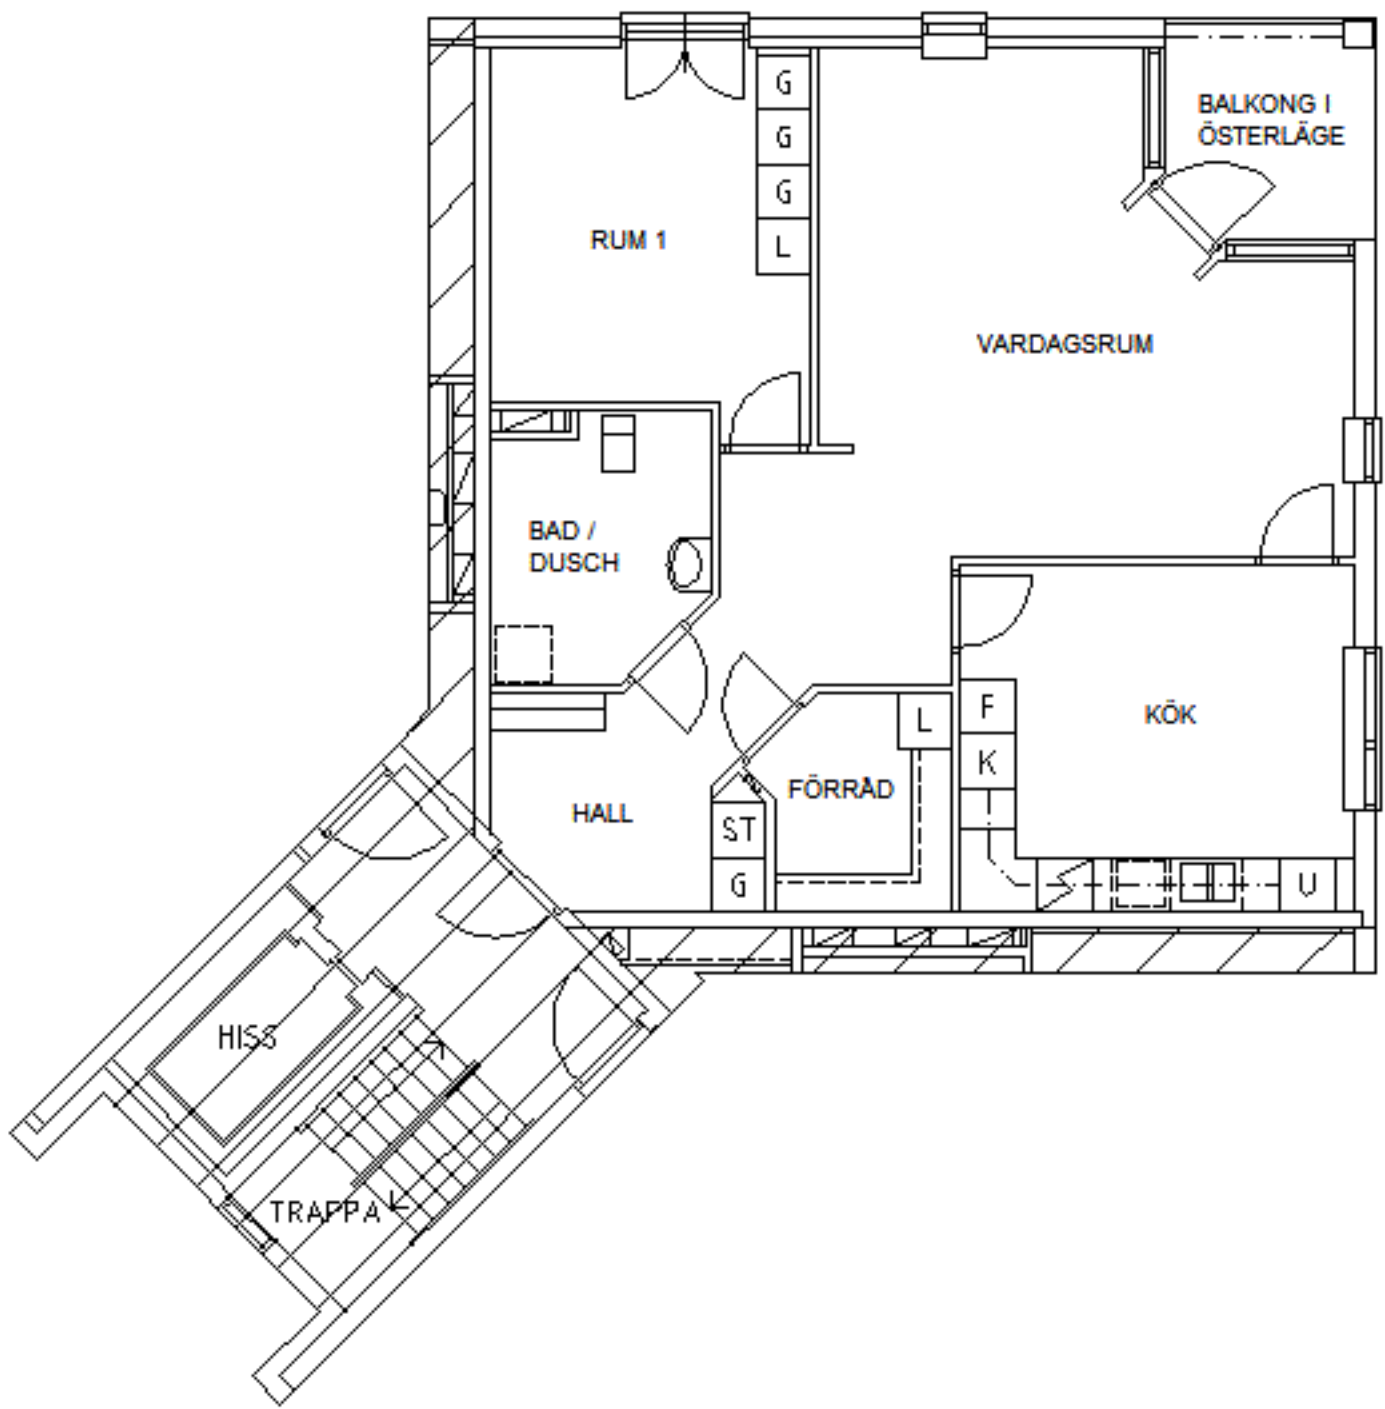 G
G
G
L
BALKONG I
ÖSTERLÄGE
RUM 1
VARDAGSRUM
BAD /
DUSCH
L
F
K
KÖK
FÖRRÅD
HALL
ST
G
U
HISS
TRAPPA